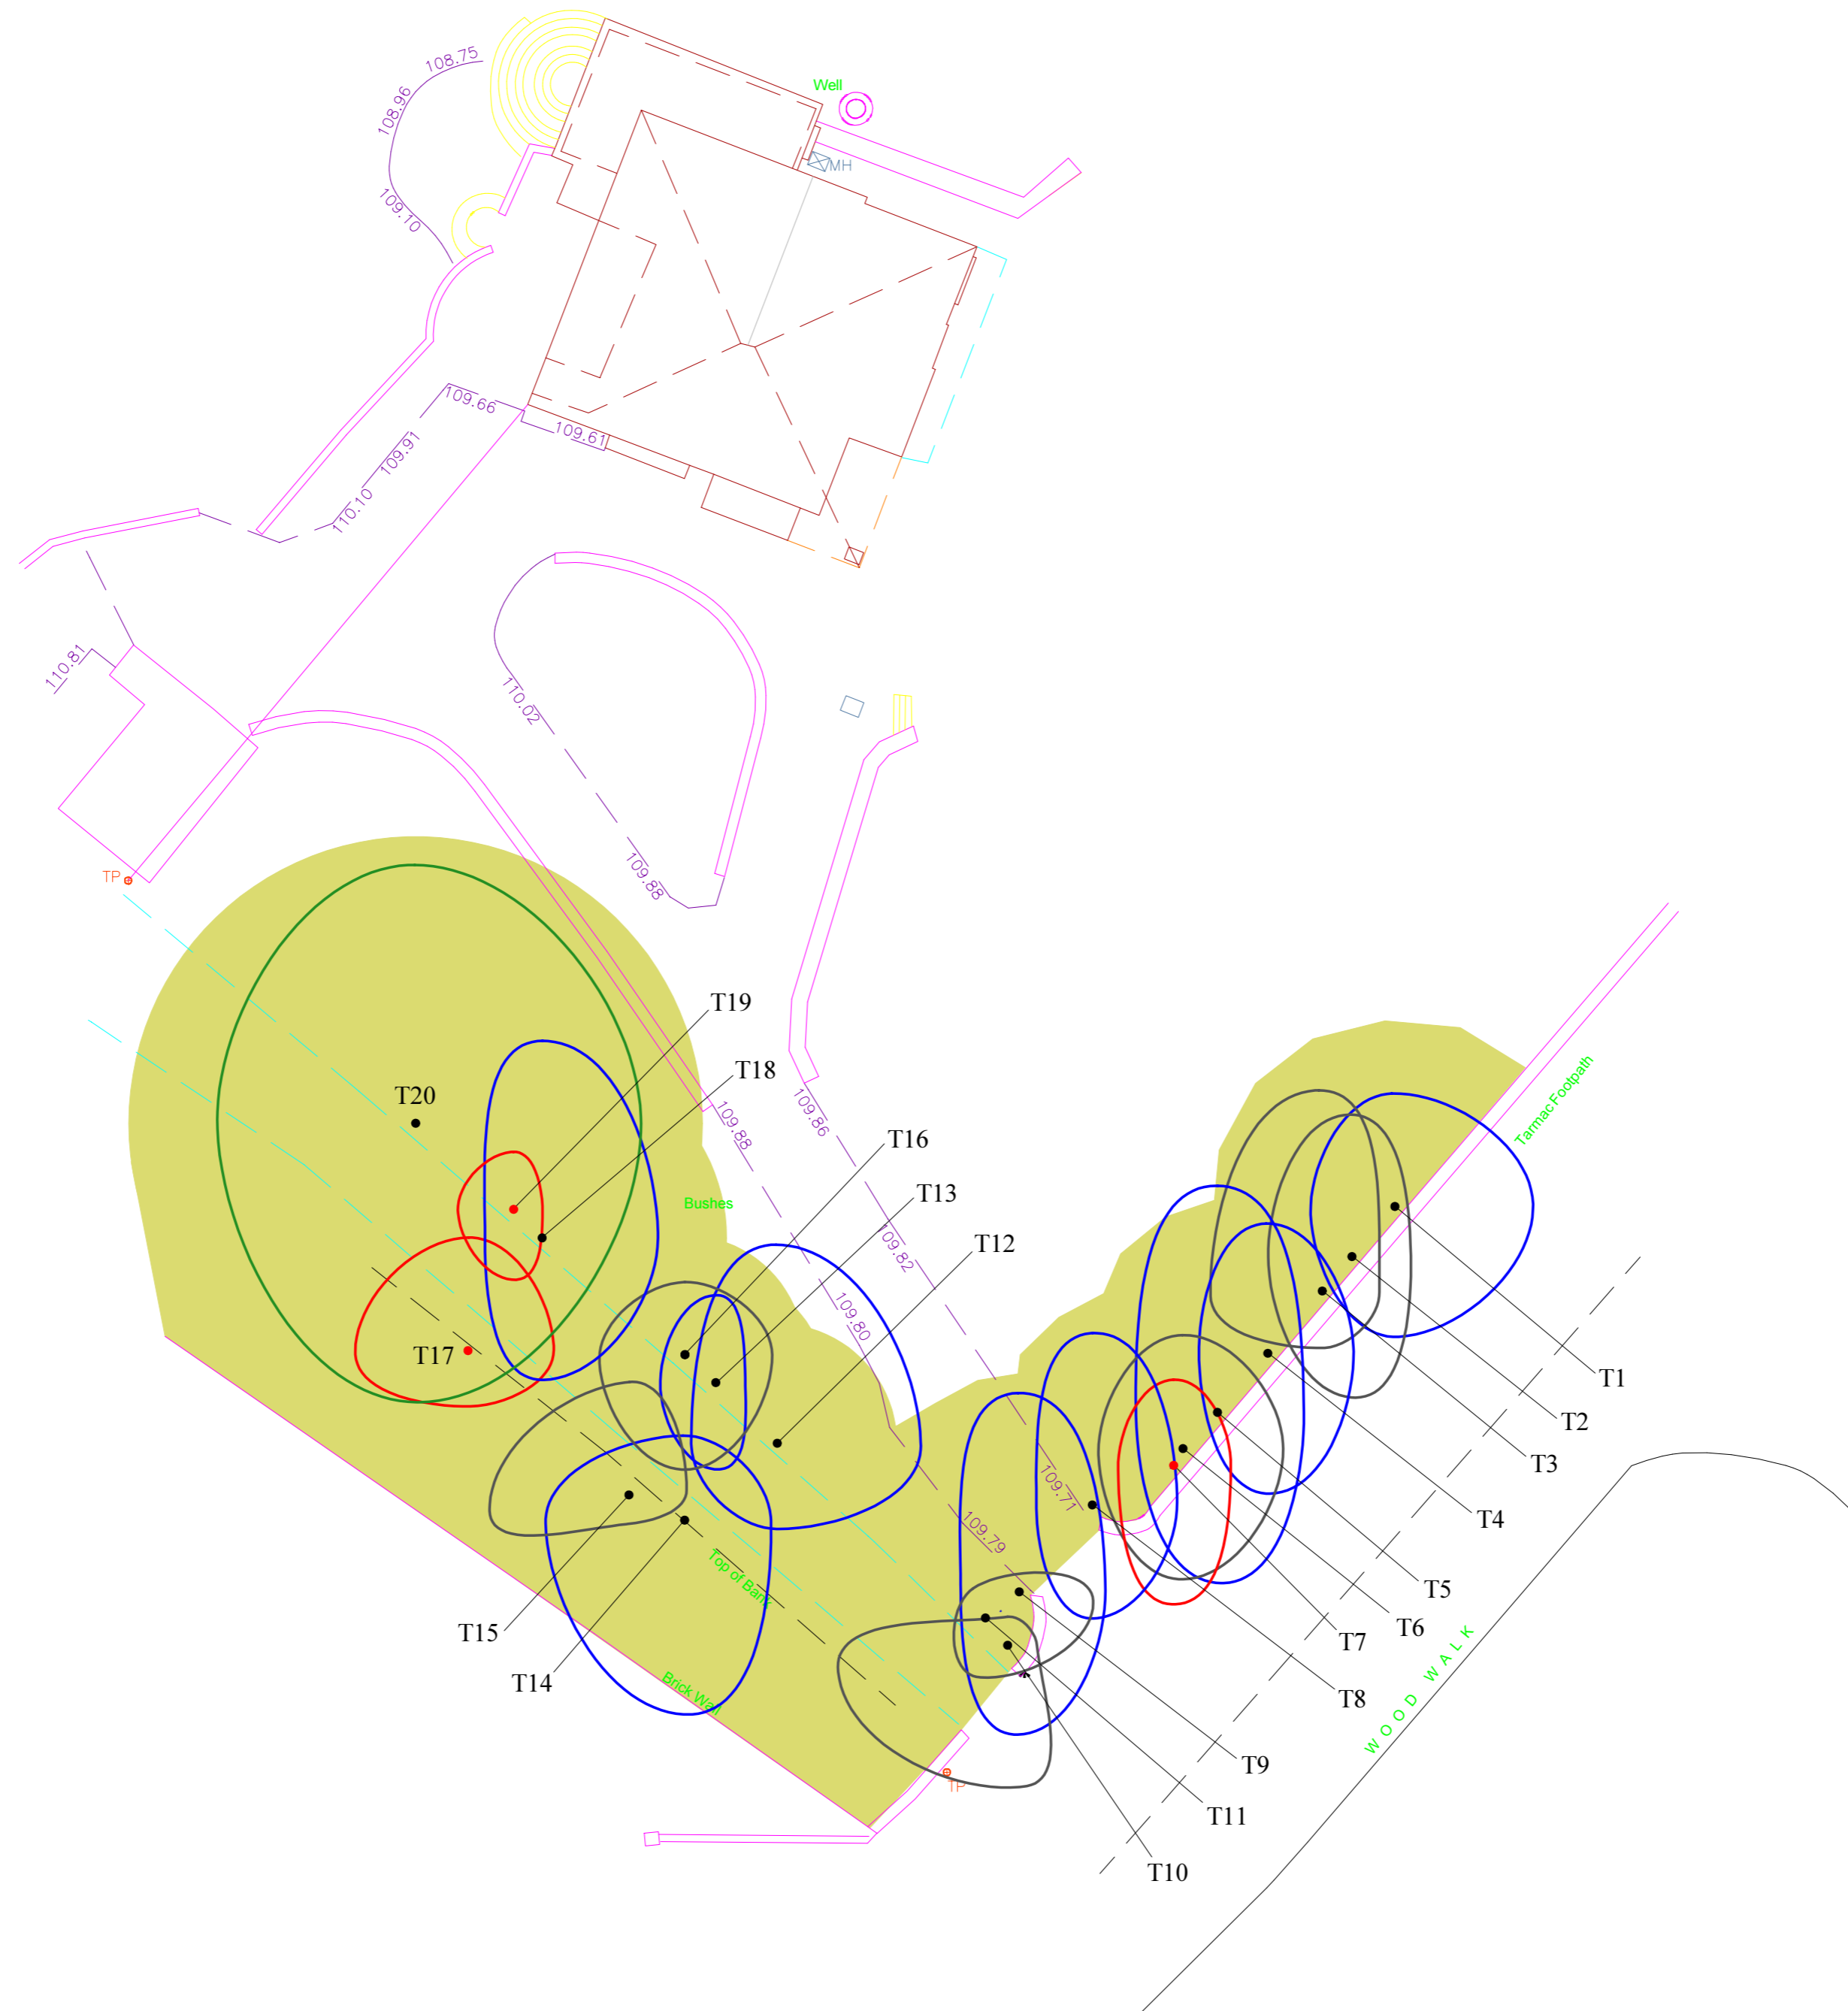 108.75
Well
108.96
MH
109.10
109.66
109.61
109.91
110.10
110.81
110.02
109.88
TP
T19
T18
T20
109.88
109.86
Tarmac Footpath
T16
T13
Bushes
T12
109.82
109.80
T17
T1
T2
T3
109.71
T4
109.79
T5
Top of Bank
T6
T15
T7
T14
Brick Wall
T8
WOOD WALK
T9
TP
T11
T10